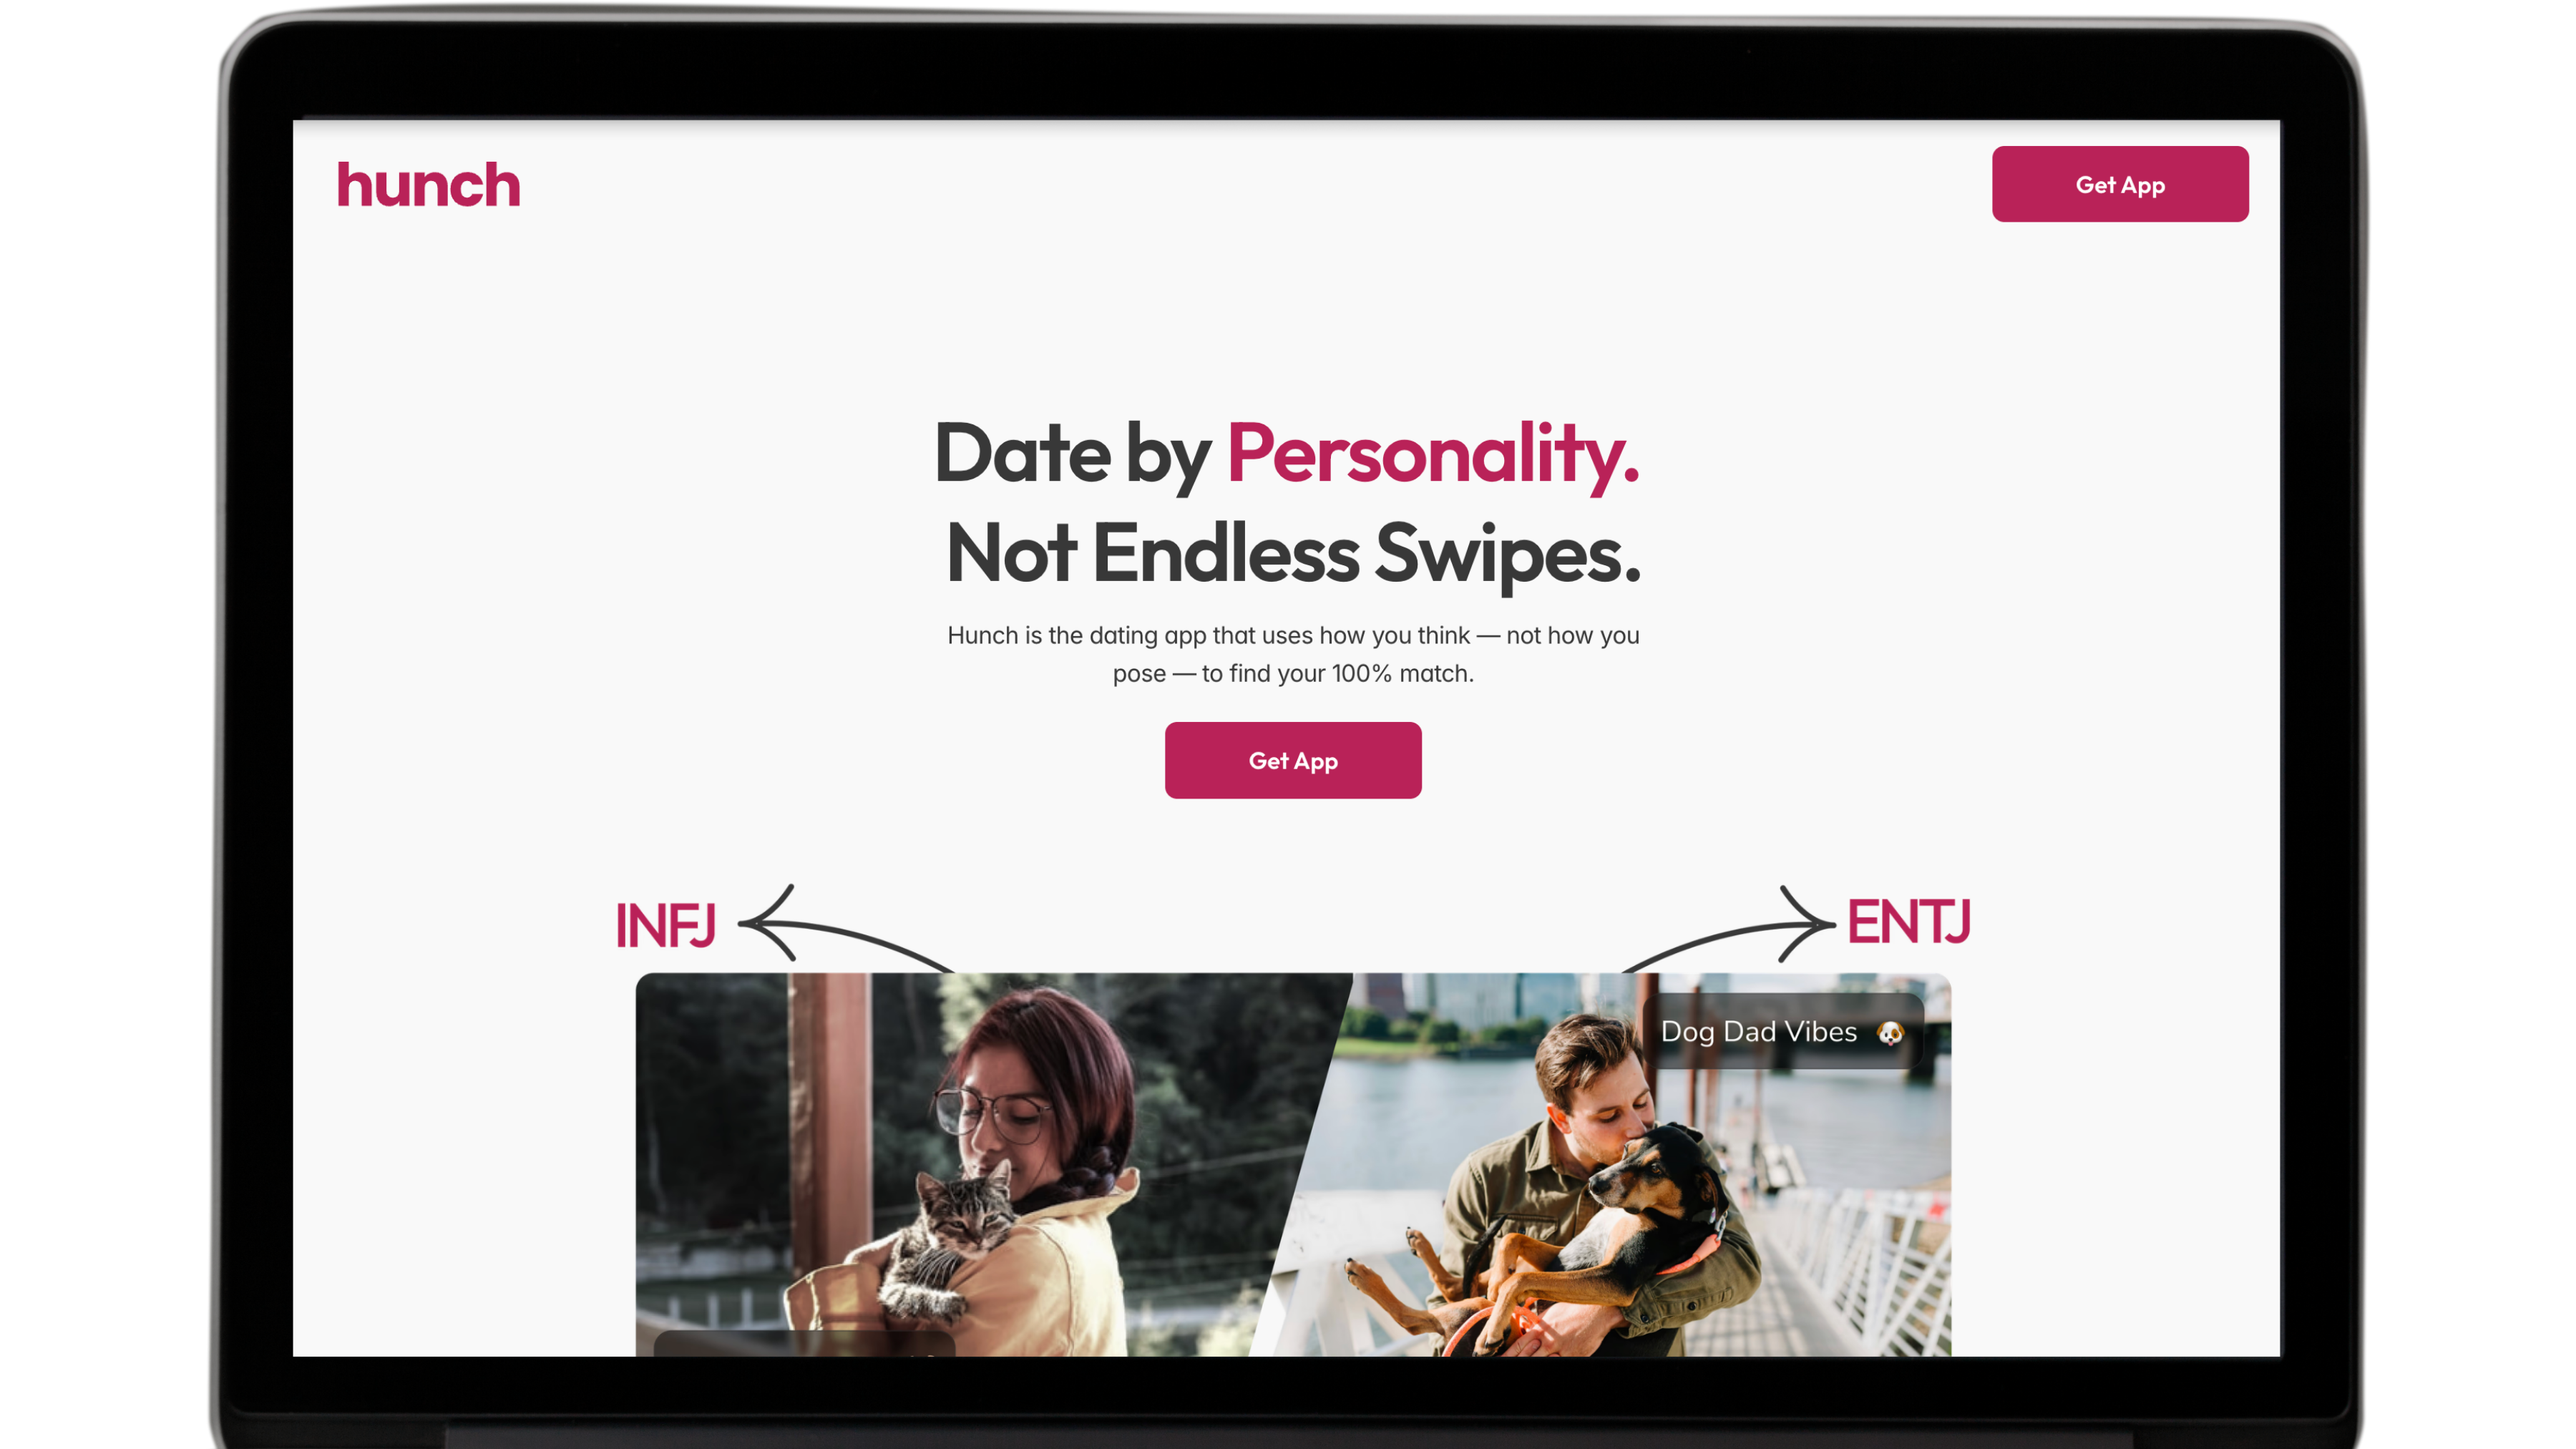 hunch
Get App
Date by Personality.
Not Endless Swipes.
Hunch is the dating app that uses how you think — not how you
pose — to find your 100% match.
Get App
INFJ
ENTJ
Dog Dad Vibes 🐶